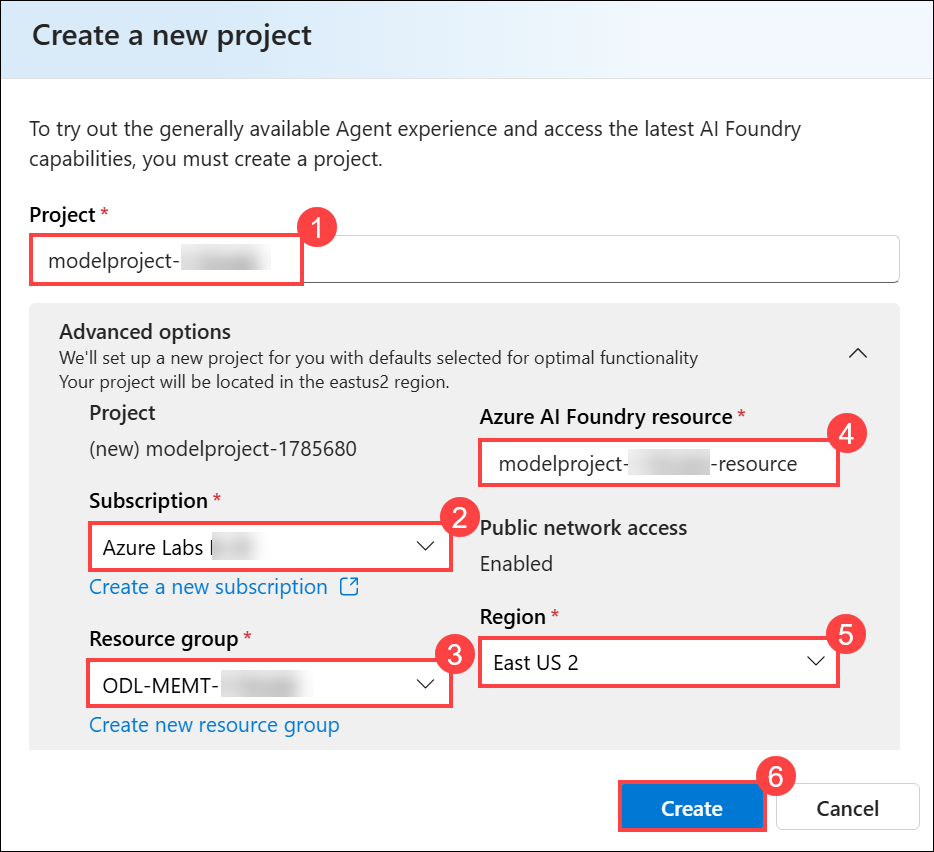 Create a new project
To try out the generally available Agent experience and access the latest AI Foundry
capabilities, you must create a project.
Project *
1
modelproject-
Advanced options
We'll set up a new project for you with defaults selected for optimal functionality
Your project will be located in the eastus2 region.
Project
(new) modelproject-1785680
Subscription *
2
Azure Labs
Create a new subscription
Resource group *
3
ODL-MEMT-
Create new resource group
Azure AI Foundry resource *
4
modelproject- -resource
Public network access
Enabled
Region *
5
East US 2
6
Create
Cancel